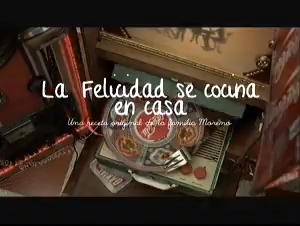 La Felicidad se cocina
en casa
Una receta original de la familia Moreno